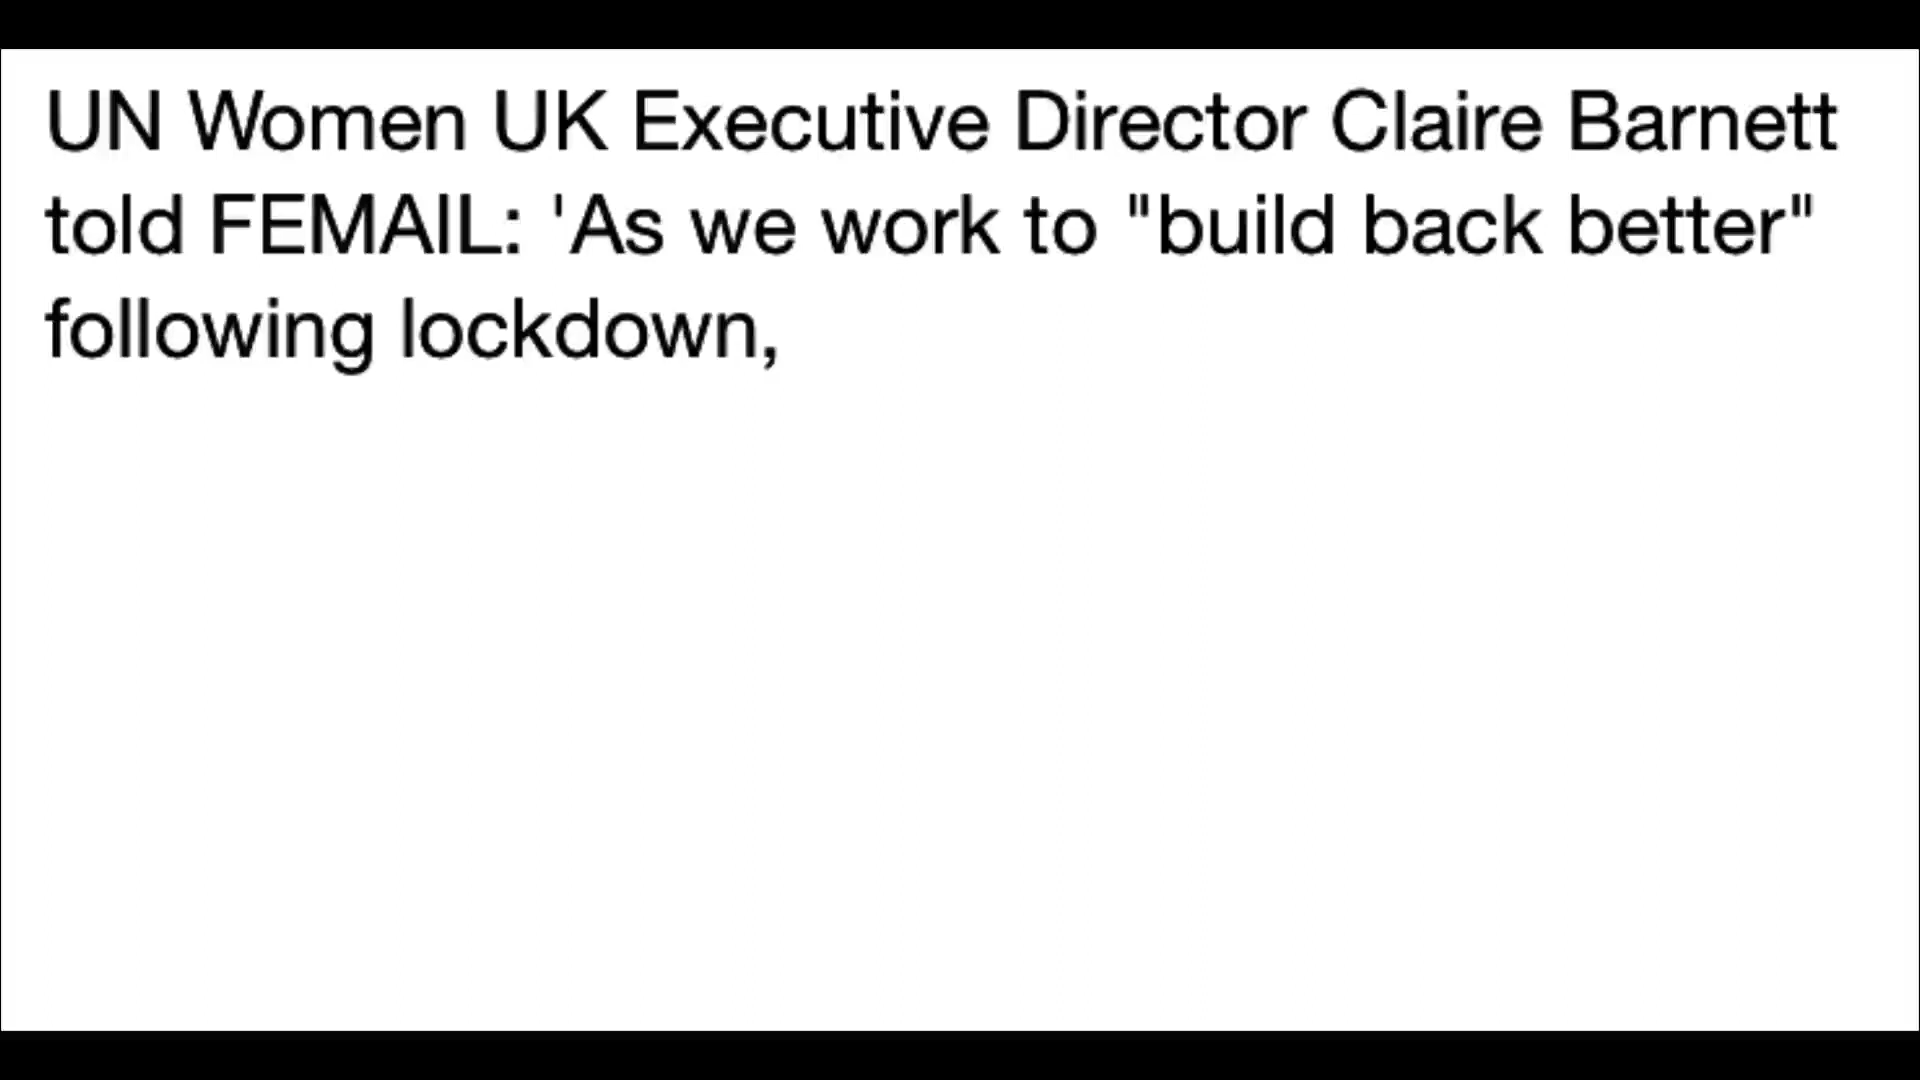 UN Women UK Executive Director Claire Barnett
told FEMAIL: 'As we work to "build back better"
following lockdown,